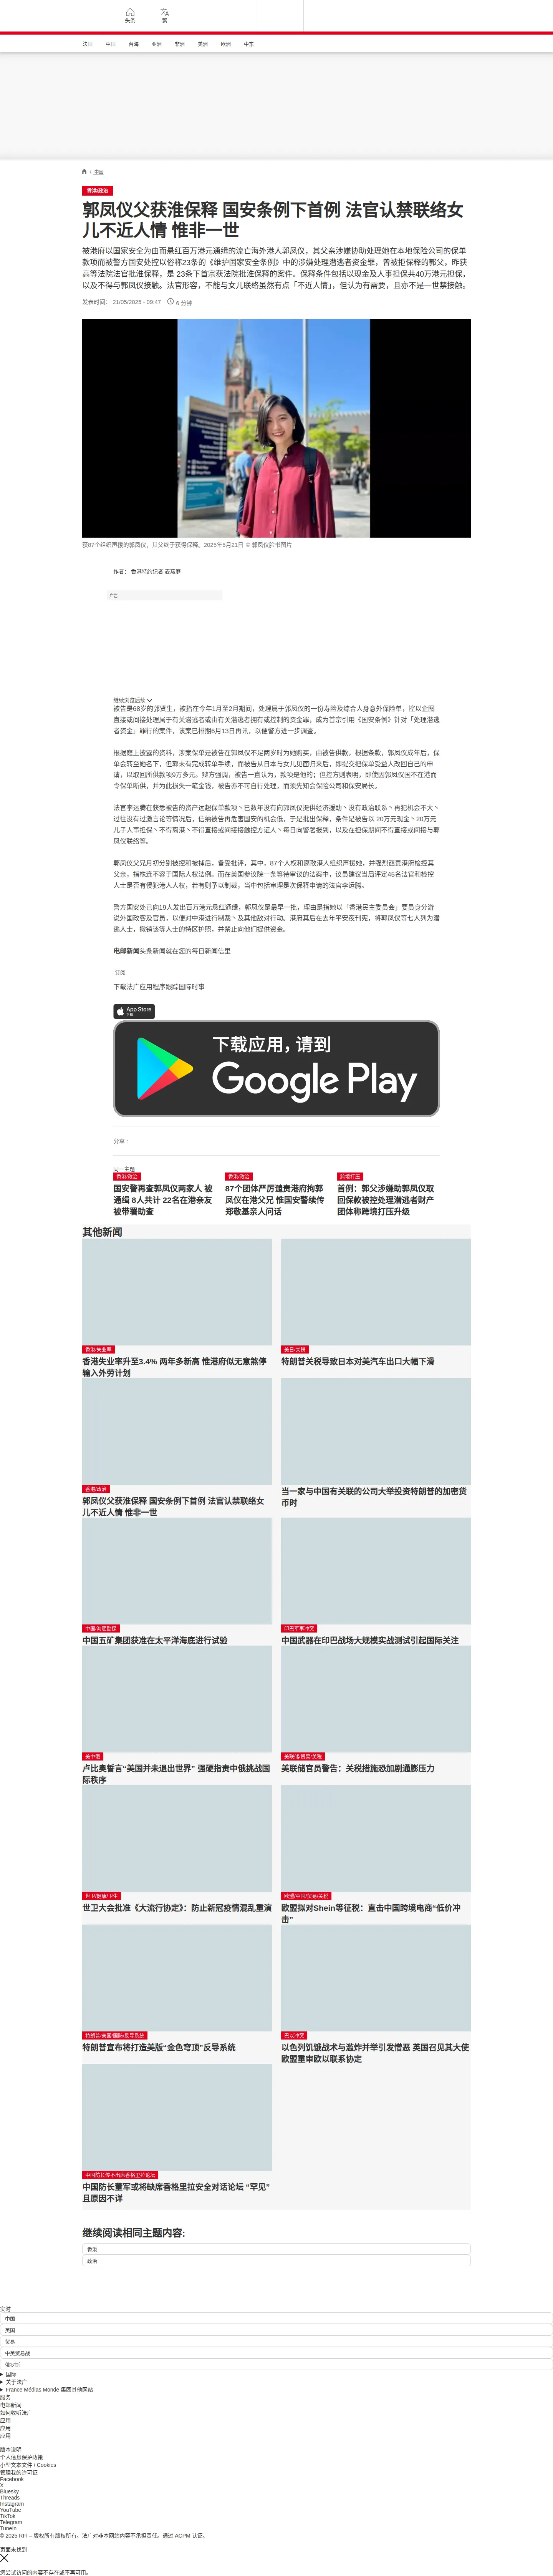 头条
繁
法国
中国
台海
亚洲
非洲
美洲
欧洲
中东
/ 中国
香港/政治
郭凤仪父获淮保释 国安条例下首例 法官认禁联络女
儿不近人情 惟非一世
被港府以国家安全为由而悬红百万港元通缉的流亡海外港人郭凤仪，其父亲涉嫌协助处理她在本地保险公司的保单
款项而被警方国安处控以俗称23条的《维护国家安全条例》中的涉嫌处理潜逃者资金罪，曾被拒保释的郭父，昨获
高等法院法官批准保释，是 23条下首宗获法院批准保释的案件。保释条件包括以现金及人事担保共40万港元担保，
以及不得与郭凤仪接触。法官形容，不能与女儿联络虽然有点「不近人情」，但认为有需要，且亦不是一世禁接触。
发表时间： 21/05/2025 - 09:47
6 分钟
获87个组织声援的郭凤仪，其父终于获得保释。2025年5月21日 © 郭凤仪脸书图片
作者： 香港特约记者 麦燕庭
广告
继续浏览后续
被告是68岁的郭贤生，被指在今年1月至2月期间，处理属于郭凤仪的一份寿险及综合人身意外保险单，控以企图
直接或间接处理属于有关潜逃者或由有关潜逃者拥有或控制的资金罪，成为首宗引用《国安条例》针对「处理潜逃
者资金」罪行的案件，该案已排期6月13日再讯，以便警方进一步调查。
根据庭上披露的资料，涉案保单是被告在郭凤仪不足两岁时为她购买，由被告供款，根据条款，郭凤仪成年后，保
单会转至她名下，但郭未有完成转单手续，而被告从日本与女儿见面归来后，即提交把保单受益人改回自己的申
请，以取回所供款项9万多元。辩方强调，被告一直认为，款项是他的；但控方则表明，即使因郭凤仪国不在港而
令保单断供，并为此损失一笔金钱，被告亦不可自行处理，而须先知会保险公司和保安局长。
法官李运腾在获悉被告的资产远超保单款项丶已数年没有向郭凤仪提供经济援助丶没有政治联系丶再犯机会不大丶
过往没有过激言论等情况后，信纳被告再危害国安的机会低，于是批出保释，条件是被告以 20万元现金丶20万元
儿子人事担保丶不得离港丶不得直接或间接接触控方证人丶每日向警署报到，以及在担保期间不得直接或间接与郭
凤仪联络等。
郭凤仪父兄月初分别被控和被捕后，备受批评，其中，87个人权和离散港人组织声援她，并强烈谴责港府检控其
父亲，指株连不容于国际人权法例。而在美国参议院一条等待审议的法案中，议员建议当局评定45名法官和检控
人士是否有侵犯港人人权，若有则予以制裁，当中包括审理是次保释申请的法官李运腾。
警方国安处已向19人发出百万港元悬红通缉，郭凤仪是最早一批，理由是指她以「香港民主委员会」要员身分游
说外国政客及官员，以便对中港进行制裁丶及其他敌对行动。港府其后在去年平安夜刊宪，将郭凤仪等七人列为潜
逃人士，撤销该等人士的特区护照，并禁止向他们提供资金。
电邮新闻头条新闻就在您的每日新闻信里
订阅
下载法广应用程序跟踪国际时事
App Store
下载
下载应用，请到
Google Play
分享 :
同一主题
香港/政治
国安警再查郭凤仪两家人 被
通缉 8人共计 22名在港亲友
被带署助查
香港/政治
87个团体严厉谴责港府拘郭
凤仪在港父兄 惟国安警续传
郑敬基亲人问话
跨境打压
首例：郭父涉嫌助郭凤仪取
回保款被控处理潜逃者财产
团体称跨境打压升级
其他新闻
香港/失业率
香港失业率升至3.4% 两年多新高 惟港府似无意煞停
输入外劳计划
美日/关税
特朗普关税导致日本对美汽车出口大幅下滑
香港/政治
郭凤仪父获淮保释 国安条例下首例 法官认禁联络女
儿不近人情 惟非一世
当一家与中国有关联的公司大举投资特朗普的加密货
币时
中国/海底勘探
中国五矿集团获准在太平洋海底进行试验
印巴军事冲突
中国武器在印巴战场大规模实战测试引起国际关注
美中俄
卢比奥誓言“美国并未退出世界” 强硬指责中俄挑战国
际秩序
美联储/贸易/关税
美联储官员警告：关税措施恐加剧通膨压力
世卫/健康/卫生
世卫大会批准《大流行协定》：防止新冠疫情混乱重演
欧盟/中国/贸易/关税
欧盟拟对Shein等征税：直击中国跨境电商“低价冲
击”
特朗普/美国/国防/反导系统
特朗普宣布将打造美版“金色穹顶”反导系统
巴以冲突
以色列饥饿战术与滥炸并举引发憎恶 英国召见其大使
欧盟重审欧以联系协定
中国防长传不出席香格里拉论坛
中国防长董军或将缺席香格里拉安全对话论坛 “罕见”
且原因不详
继续阅读相同主题内容:
香港
政治
实时
中国
美国
贸易
中美贸易战
俄罗斯
国际
关于法广
France Médias Monde 集团其他网站
服务
电邮新闻
如何收听法广
应用
应用
应用
版本说明
个人信息保护政策
小型文本文件 / Cookies
管理我的许可证
Facebook
X
Bluesky
Threads
Instagram
YouTube
TikTok
Telegram
TuneIn
© 2025 RFI – 版权所有版权所有。法广对非本网站内容不承担责任。通过 ACPM 认证。
页面未找到
您尝试访问的内容不存在或不再可用。